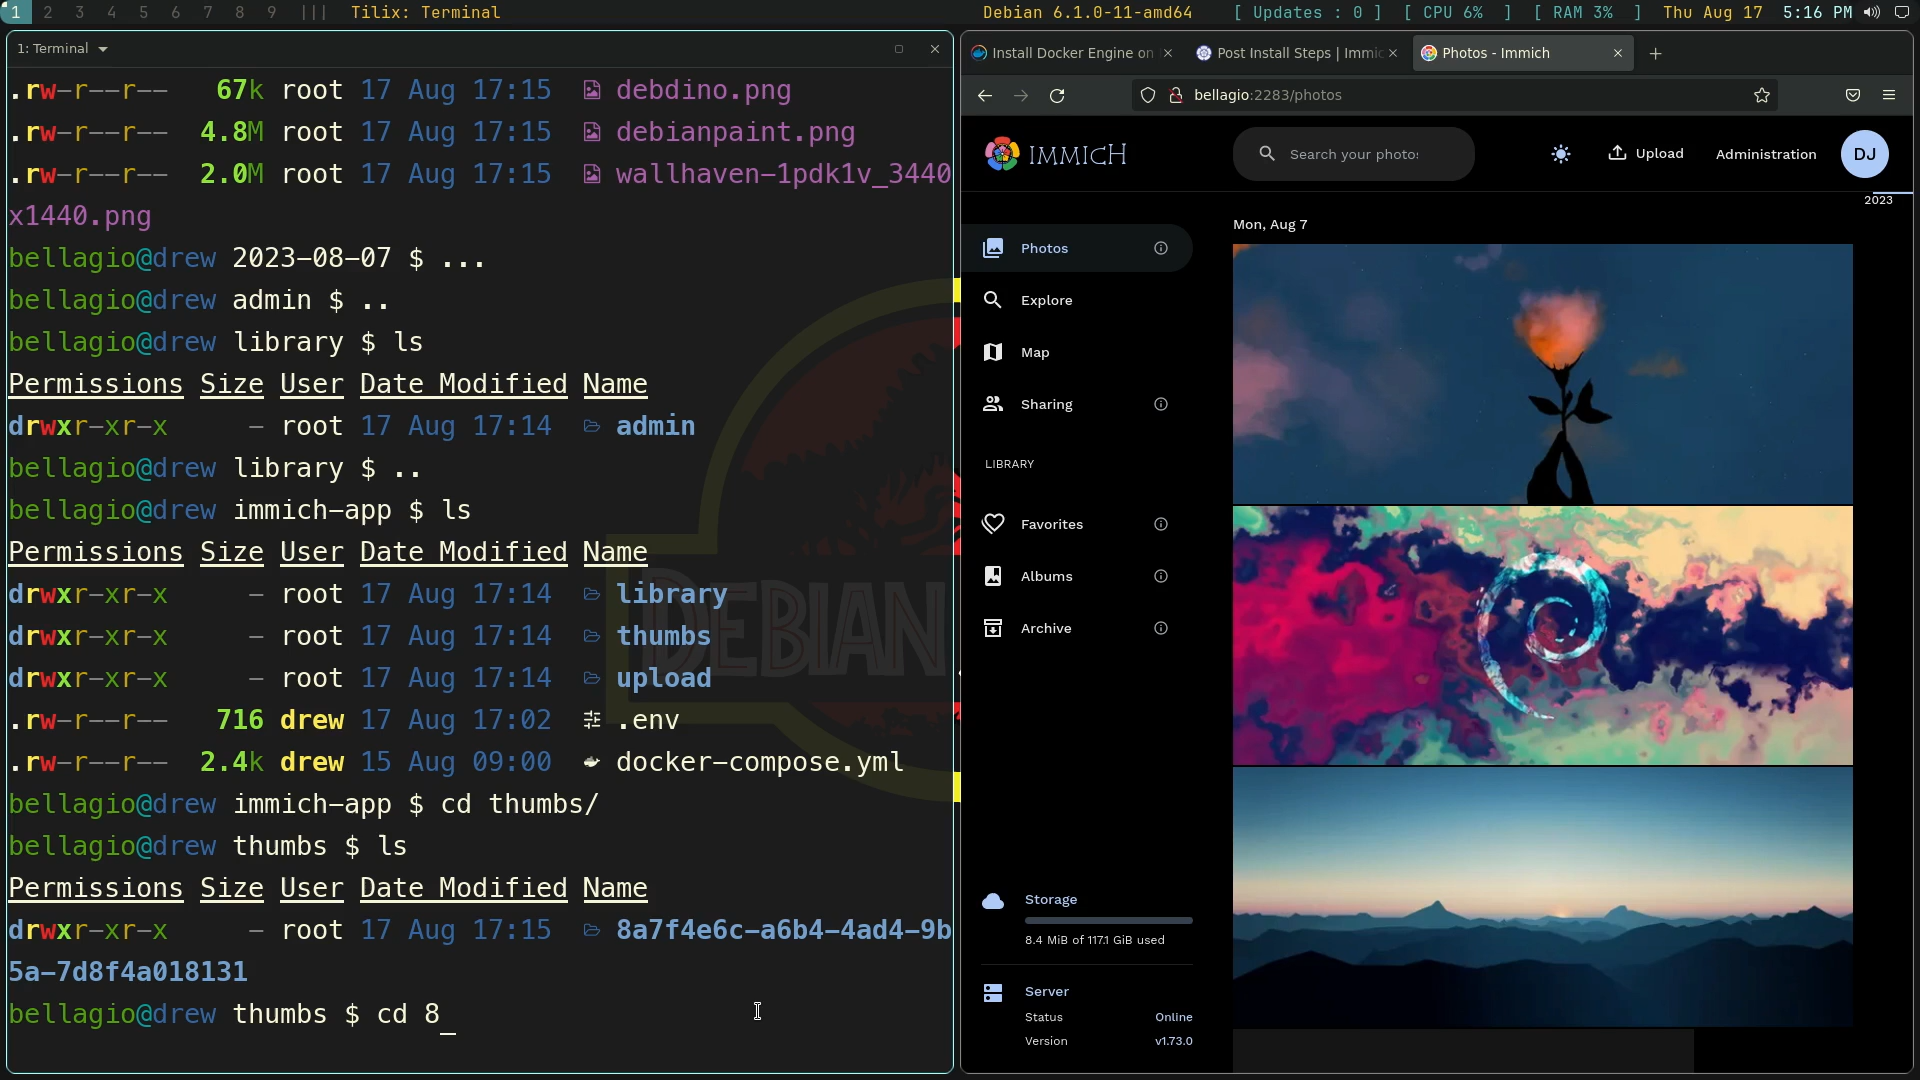 1 2 3 4 5 6 7 8 9 ||| Tilix: Terminal Debian 6.1.0-11-amd64 [ Updates : 0 ] [ CPU 6% ] [ RAM 3% ] Thu Aug 17 5:16 PM
1: Terminal
.rw-r--r-- 67k root 17 Aug 17:15 debdino.png
.rw-r--r-- 4.8M root 17 Aug 17:15 debianpaint.png
.rw-r--r-- 2.0M root 17 Aug 17:15 wallhaven-1pdk1v_3440
x1440.png
bellagio@drew 2023-08-07 $ ...
bellagio@drew admin $ ..
bellagio@drew library $ ls
Permissions Size User Date Modified Name
drwxr-xr-x - root 17 Aug 17:14 admin
bellagio@drew library $ ..
bellagio@drew immich-app $ ls
Permissions Size User Date Modified Name
drwxr-xr-x - root 17 Aug 17:14 library
drwxr-xr-x - root 17 Aug 17:14 thumbs
drwxr-xr-x - root 17 Aug 17:14 upload
.rw-r--r-- 716 drew 17 Aug 17:02 .env
.rw-r--r-- 2.4k drew 15 Aug 09:00 docker-compose.yml
bellagio@drew immich-app $ cd thumbs/
bellagio@drew thumbs $ ls
Permissions Size User Date Modified Name
drwxr-xr-x - root 17 Aug 17:15 8a7f4e6c-a6b4-4ad4-9b
5a-7d8f4a018131
bellagio@drew thumbs $ cd 8_
DEBIAN
Install Docker Engine on
Post Install Steps | Immic
Photos - Immich
bellagio:2283/photos
IMMICH
Search your photos
Upload
Administration
DJ
2023
Mon, Aug 7
Photos
Explore
Map
Sharing
LIBRARY
Favorites
Albums
Archive
Storage
8.4 MiB of 117.1 GiB used
Server
Status Online
Version v1.73.0